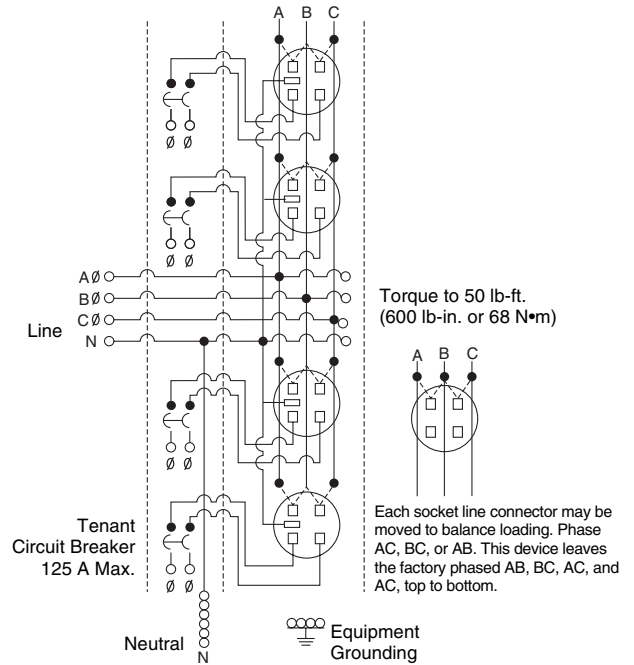 A B C
Ø Ø
Ø Ø
AØ
BØ
CØ
Line
N
Torque to 50 lb-ft.
(600 lb-in. or 68 N•m)
A B C
Ø Ø
Each socket line connector may be
moved to balance loading. Phase
AC, BC, or AB. This device leaves
the factory phased AB, BC, AC, and
AC, top to bottom.
Tenant
Circuit Breaker
125 A Max.
Ø Ø
Neutral
N
Equipment
Grounding